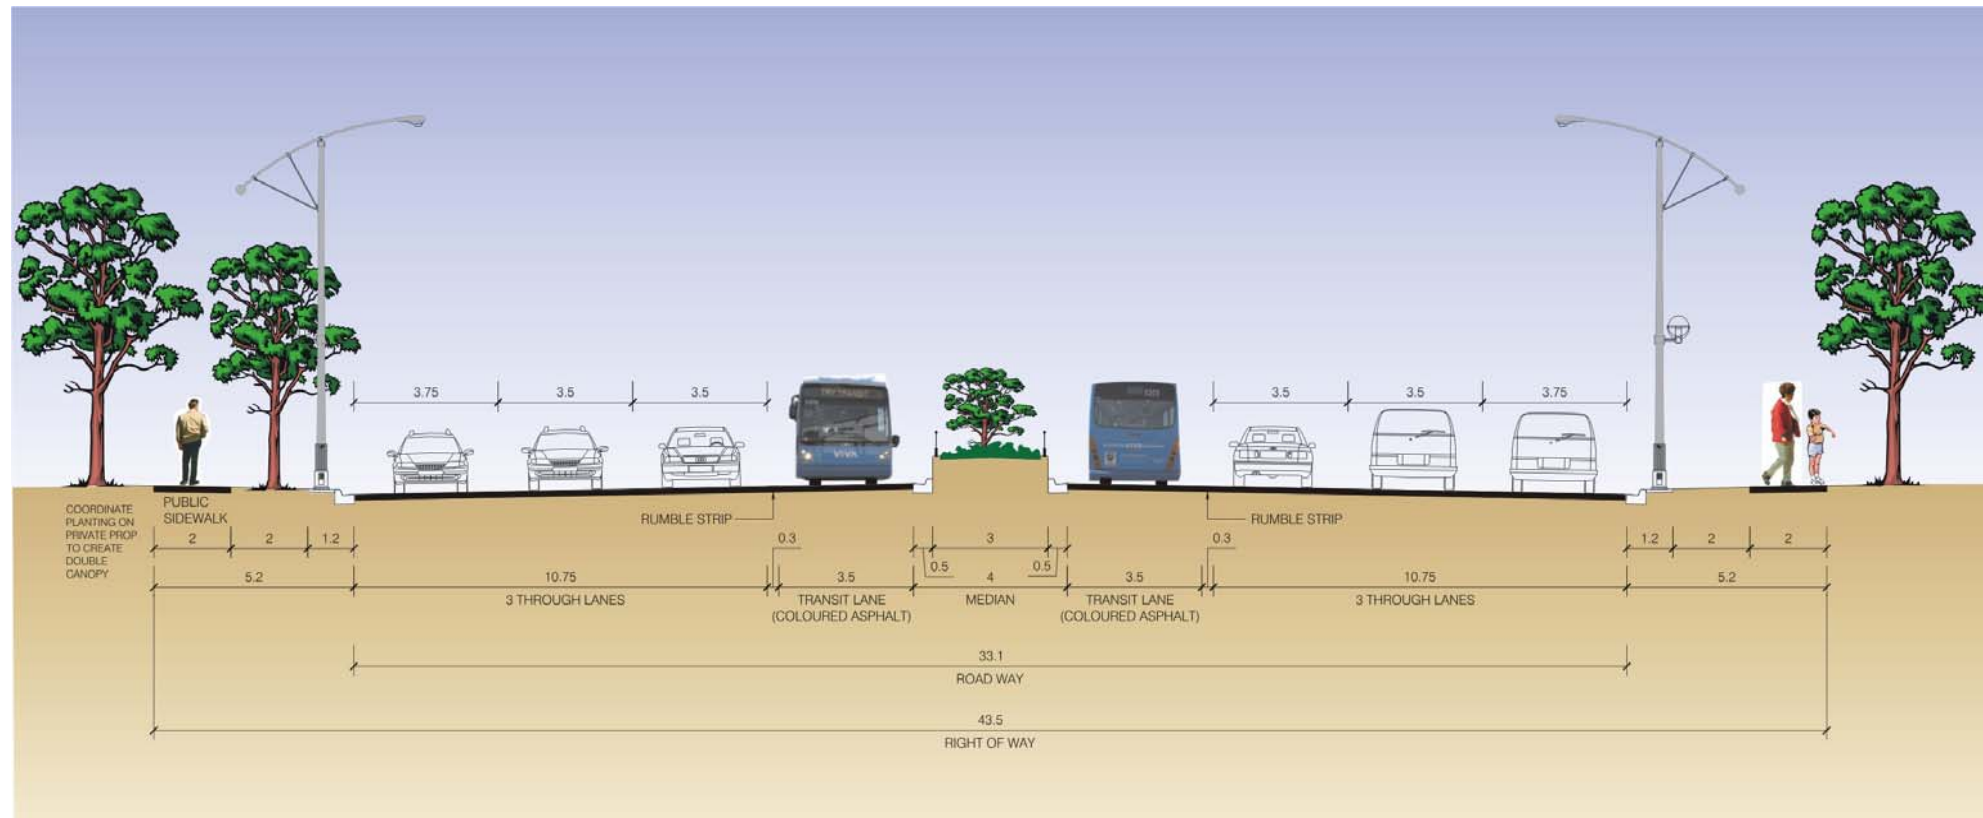 3.75
3.5
3.5
3.5
3.5
3.75
VIVA
COORDINATE
PLANTING ON
PRIVATE PROP
TO CREATE
DOUBLE
CANOPY
PUBLIC
SIDEWALK
RUMBLE STRIP
RUMBLE STRIP
2
2
1.2
0.3
3
0.3
1.2
2
2
0.5
0.5
5.2
10.75
3.5
4
3.5
10.75
5.2
3 THROUGH LANES
TRANSIT LANE
(COLOURED ASPHALT)
MEDIAN
TRANSIT LANE
(COLOURED ASPHALT)
3 THROUGH LANES
33.1
ROAD WAY
43.5
RIGHT OF WAY